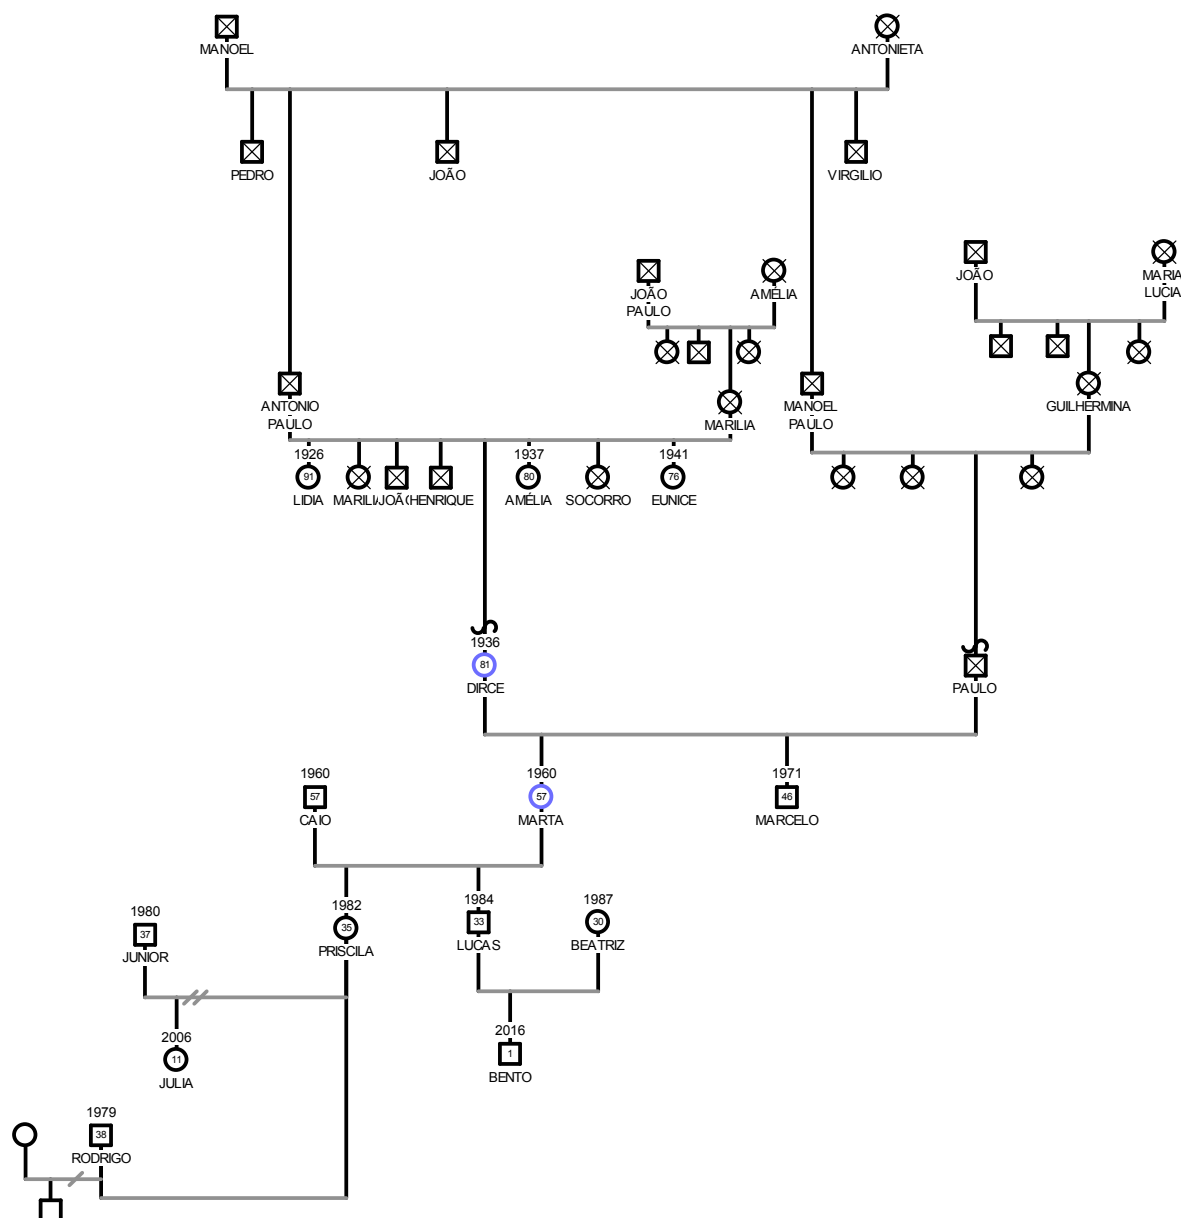 MANOEL
ANTONIETA
PEDRO
JOÃO
VIRGILIO
JOÃO
PAULO
AMÉLIA
JOÃO
MARIA
LUCIA
ANTONIO
PAULO
MARILIA
MANOEL
PAULO
GUILHERMINA
1926
91
LIDIA
MARILI
JOÃ
HENRIQUE
1937
80
AMÉLIA
SOCORRO
1941
76
EUNICE
1936
81
DIRCE
PAULO
1960
57
CAIO
1960
57
MARTA
1971
46
MARCELO
1980
37
JUNIOR
1982
35
PRISCILA
1984
33
LUCAS
1987
30
BEATRIZ
2006
11
JULIA
2016
1
BENTO
1979
38
RODRIGO